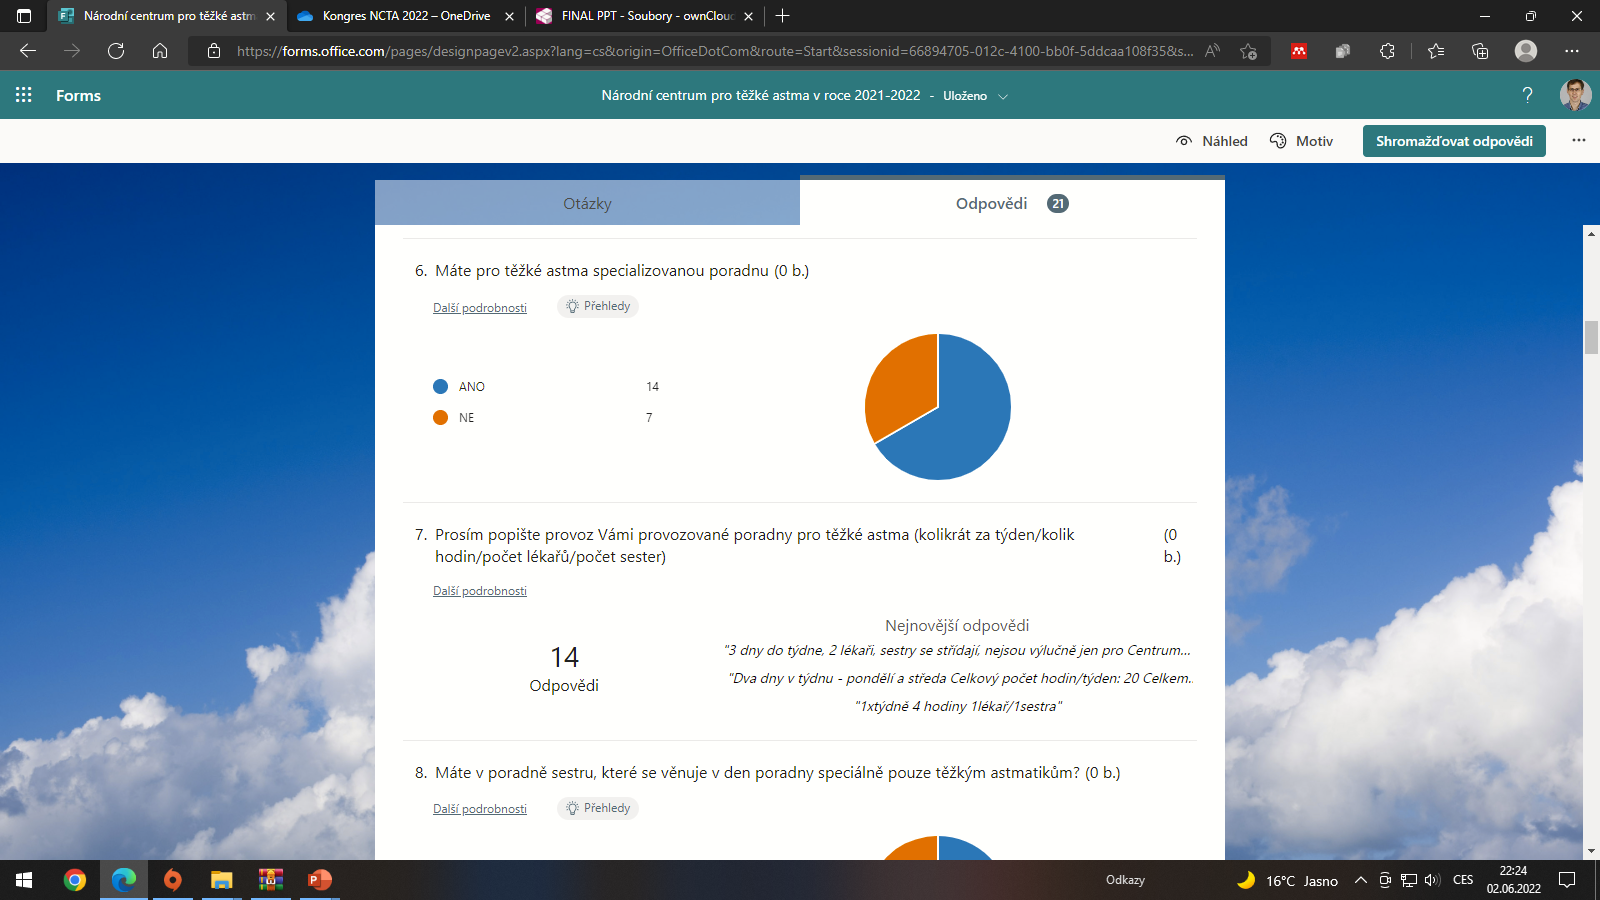 Národní centrum pro těžké astm
Kongres NCTA 2022 – OneDrive
FINAL PPT - Soubory - ownClou
https://forms.office.com/pages/designpagev2.aspx?lang=cs&origin=OfficeDotCom&route=Start&sessionid=66894705-012c-4100-bb0f-5ddcaa108f35&s...
Forms
Národní centrum pro těžké astma v roce 2021-2022 - Uloženo
?
Náhled
Motiv
Shromažďovat odpovědi
Otázky
Odpovědi 21
6. Máte pro těžké astma specializovanou poradnu (0 b.)
Další podrobnosti
Přehledy
ANO 14
NE 7
7. Prosím popište provoz Vámi provozované poradny pro těžké astma (kolikrát za týden/kolik (0
hodin/počet lékařů/počet sester) b.)
Další podrobnosti
14
Odpovědi
Nejnovější odpovědi
"3 dny do týdne, 2 lékaři, sestry se střídají, nejsou výlučně jen pro Centrum...
"Dva dny v týdnu - pondělí a středa Celkový počet hodin/týden: 20 Celkem..
"1xtýdně 4 hodiny 1lékař/1sestra"
8. Máte v poradně sestru, které se věnuje v den poradny speciálně pouze těžkým astmatikům? (0 b.)
Další podrobnosti
Přehledy
Odkazy
16°C Jasno
CES
22:24
02.06.2022